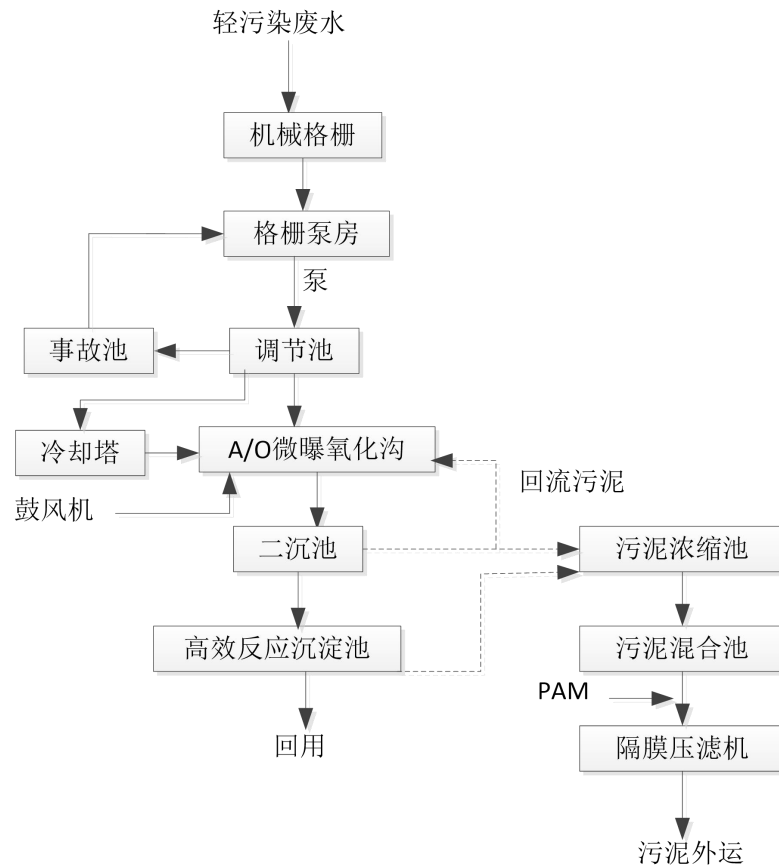 轻污染废水
机械格栅
格栅泵房
泵
事故池
调节池
冷却塔
A/O微曝氧化沟
回流污泥
鼓风机
二沉池
污泥浓缩池
高效反应沉淀池
污泥混合池
PAM
回用
隔膜压滤机
污泥外运